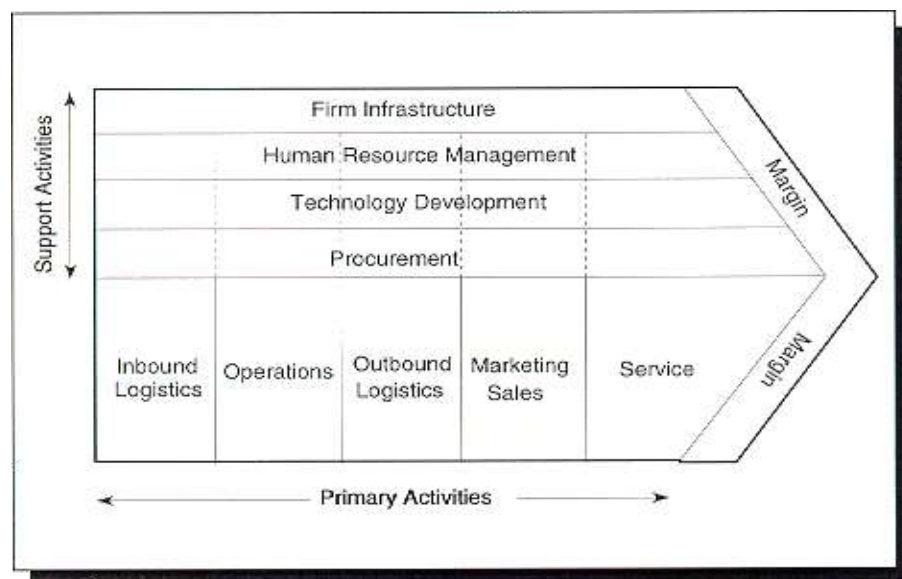 Firm Infrastructure
Human Resource Management
Technology Development
Procurement
Support Activities
Margin
Margin
Inbound
Logistics
Operations
Outbound
Logistics
Marketing
Sales
Service
Primary Activities